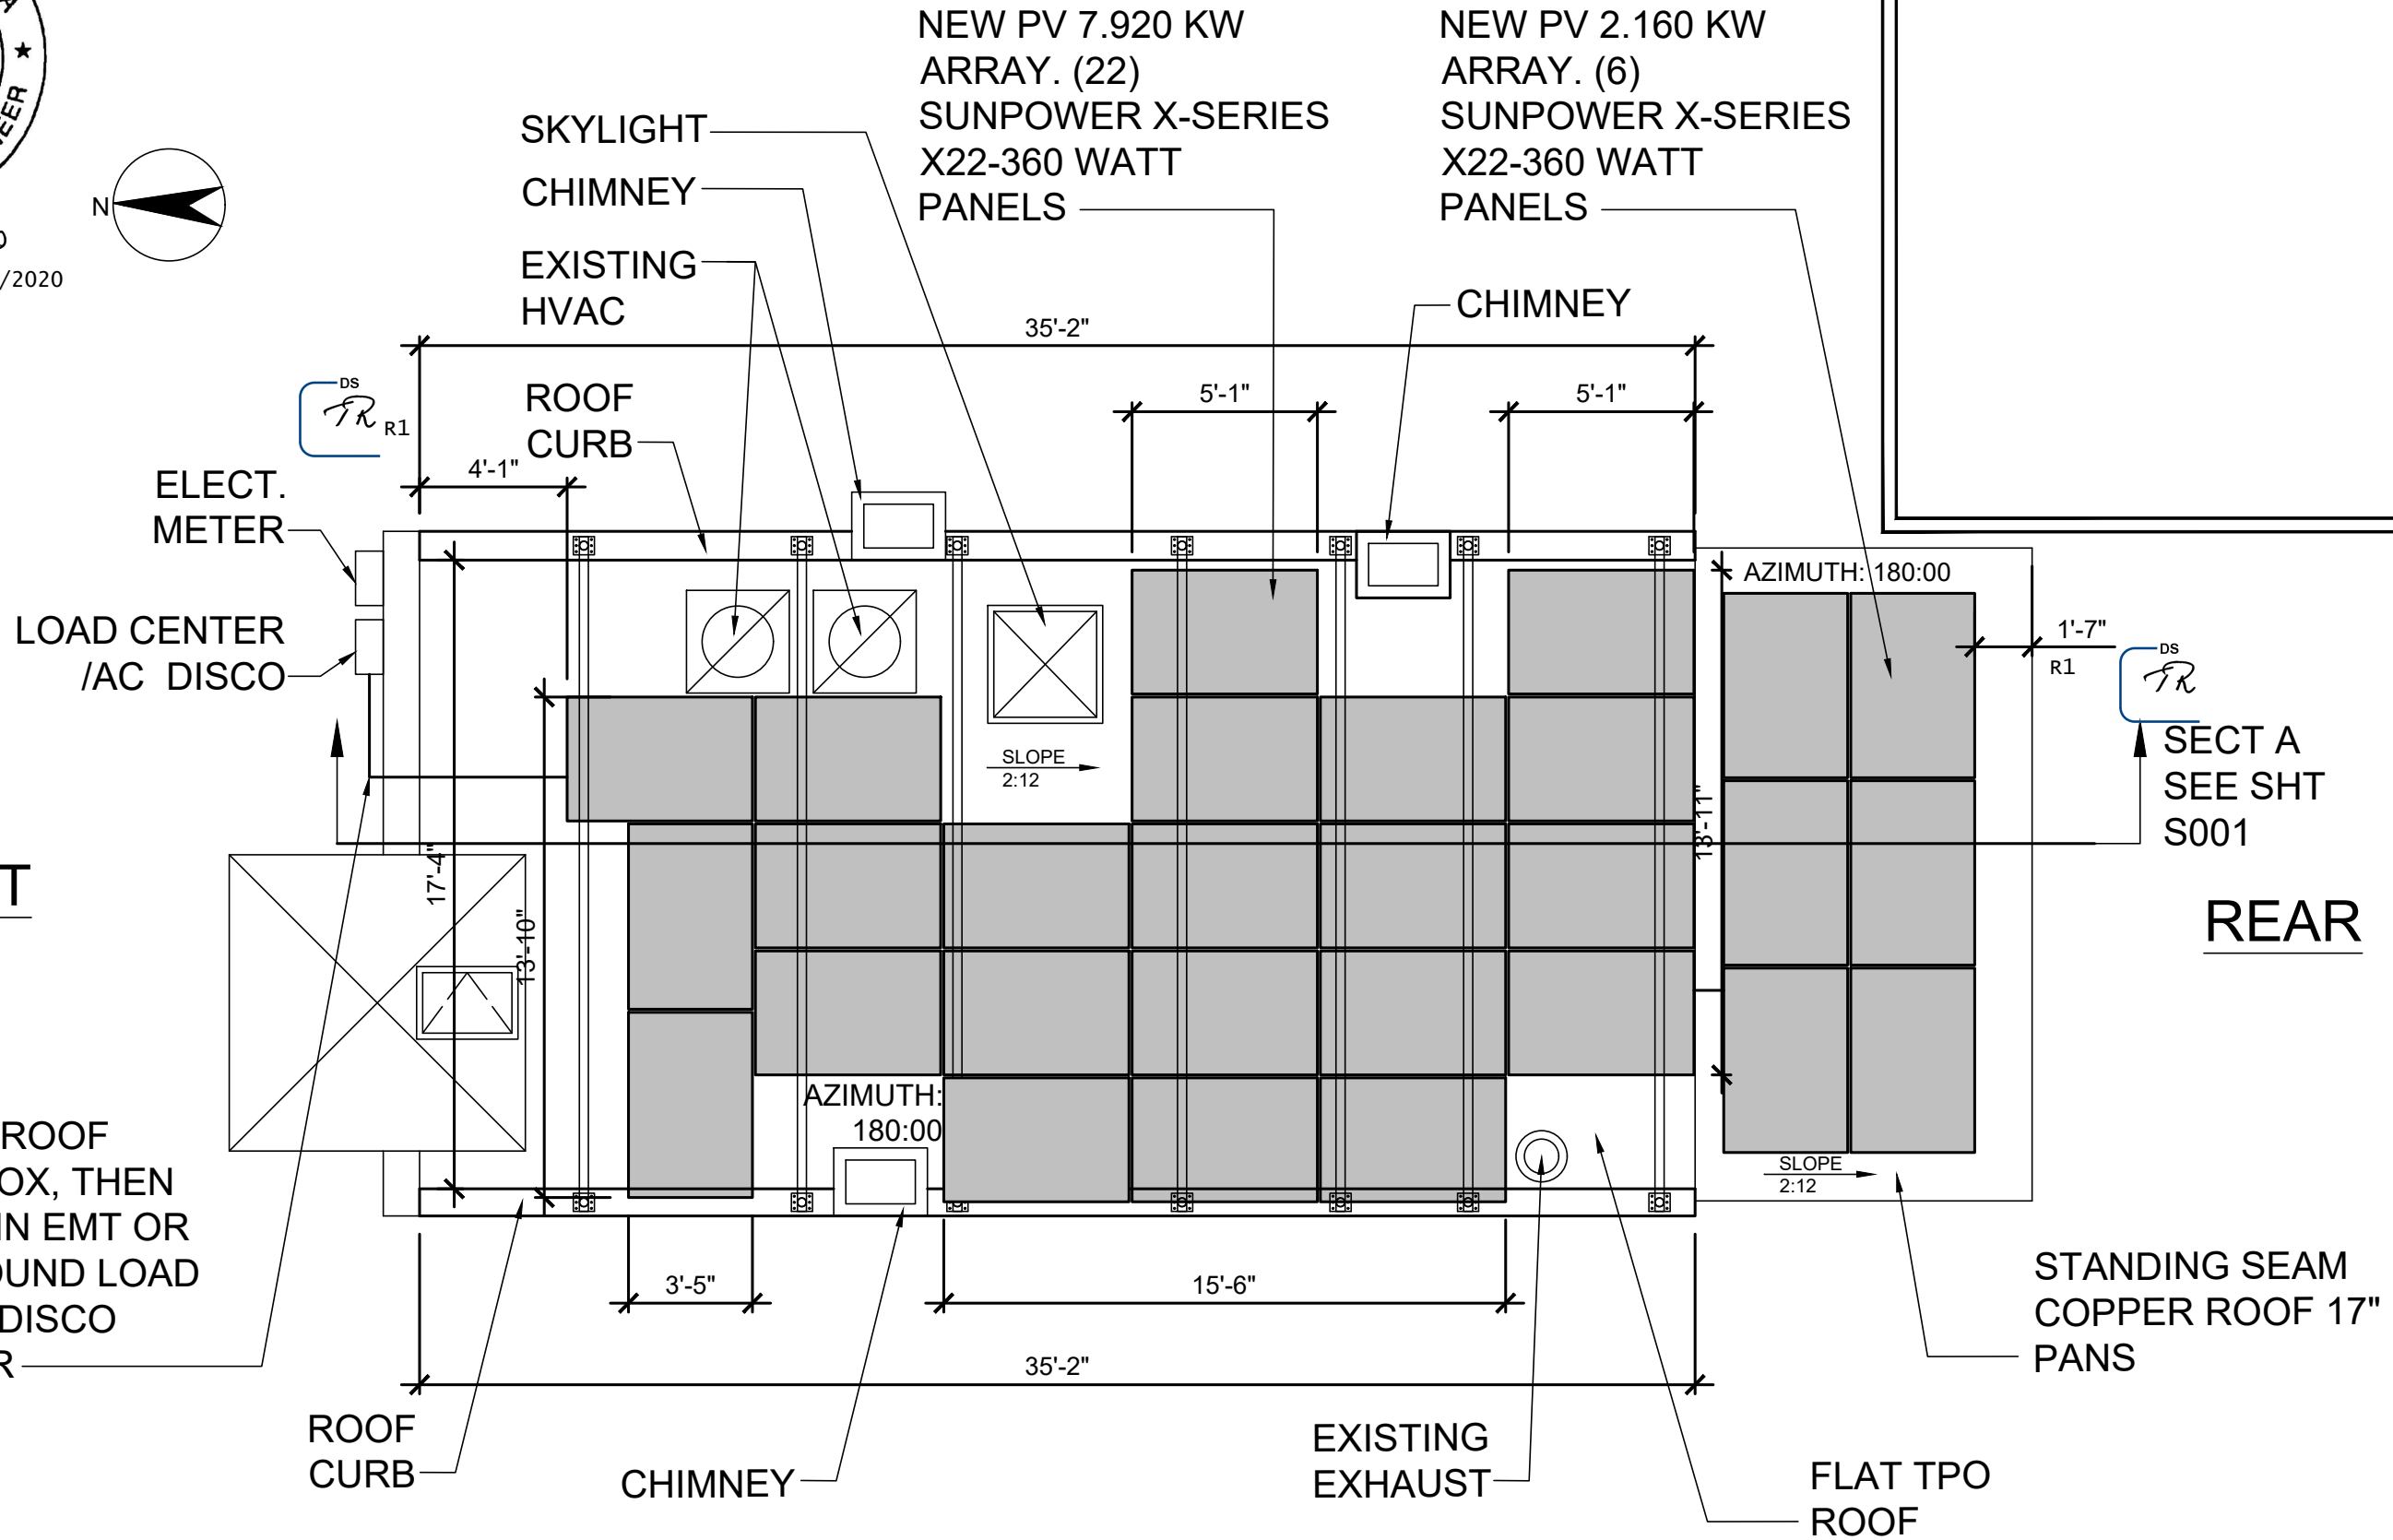 NEW PV 7.920 KW
ARRAY. (22)
SUNPOWER X-SERIES
X22-360 WATT
PANELS
NEW PV 2.160 KW
ARRAY. (6)
SUNPOWER X-SERIES
X22-360 WATT
PANELS
SKYLIGHT
CHIMNEY
EXISTING
HVAC
CHIMNEY
N
/2020
35'-2"
5'-1"
5'-1"
DS
TR
R1
ROOF
CURB
4'-1"
ELECT.
METER
LOAD CENTER
/AC DISCO
AZIMUTH: 180:00
1'-7"
R1
DS
TR
SECT A
SEE SHT
S001
SLOPE
2:12
17'-4"
13'-10"
13'-11"
REAR
AZIMUTH:
180:00
ROOF
OX, THEN
IN EMT OR
OUND LOAD
DISCO
R
SLOPE
2:12
3'-5"
15'-6"
35'-2"
STANDING SEAM
COPPER ROOF 17"
PANS
ROOF
CURB
CHIMNEY
EXISTING
EXHAUST
FLAT TPO
ROOF